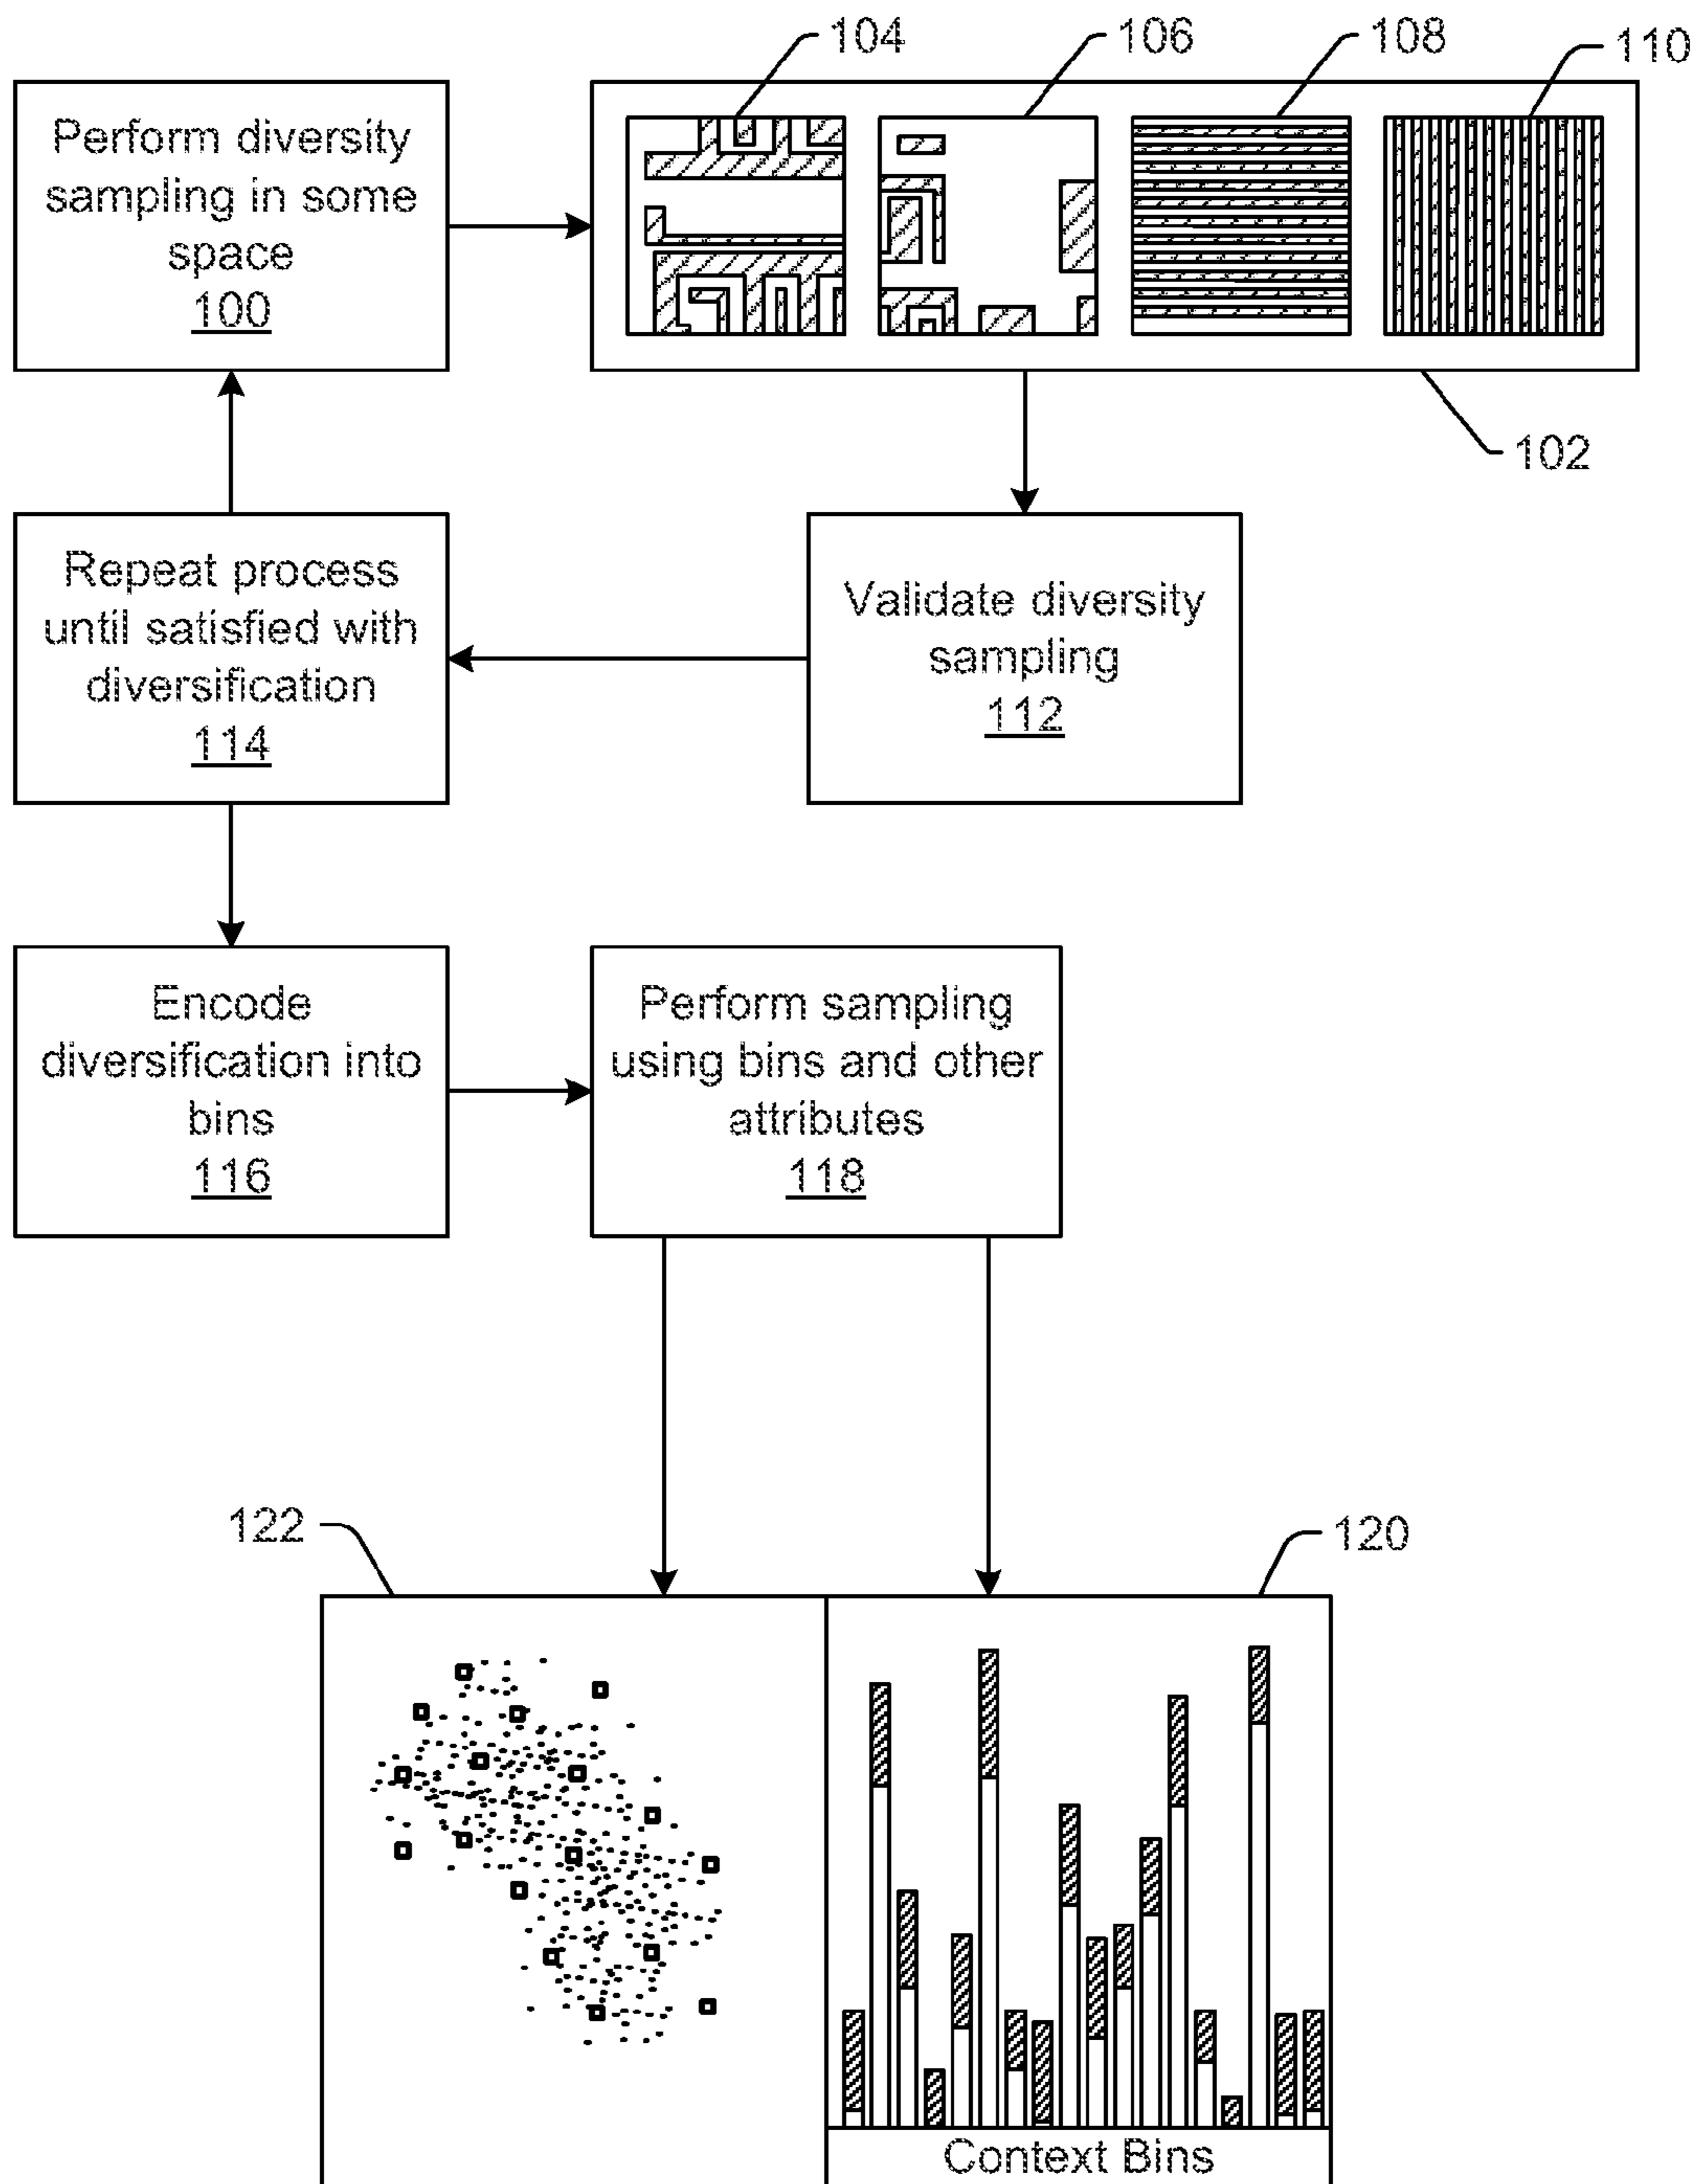 104
106
108
110
Perform diversity
sampling in some
space
100
102
Repeat process
until satisfied with
diversification
114
Validate diversity
sampling
112
Encode
diversification into
bins
116
Perform sampling
using bins and other
attributes
118
122
120
Context Bins